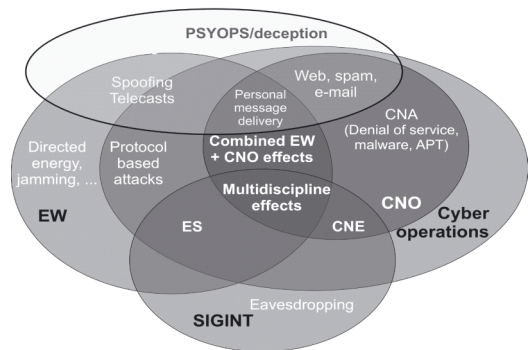 PSYOPS/deception
Spoofing
Telecasts
Web, spam,
e-mail
Personal
message
delivery
CNA
(Denial of service,
malware, APT)
Directed
energy,
jamming, ...
Protocol
based
attacks
Combined EW
+ CNO effects
Multidiscipline
effects
EW
ES
CNE
CNO
Cyber
operations
Eavesdropping
SIGINT